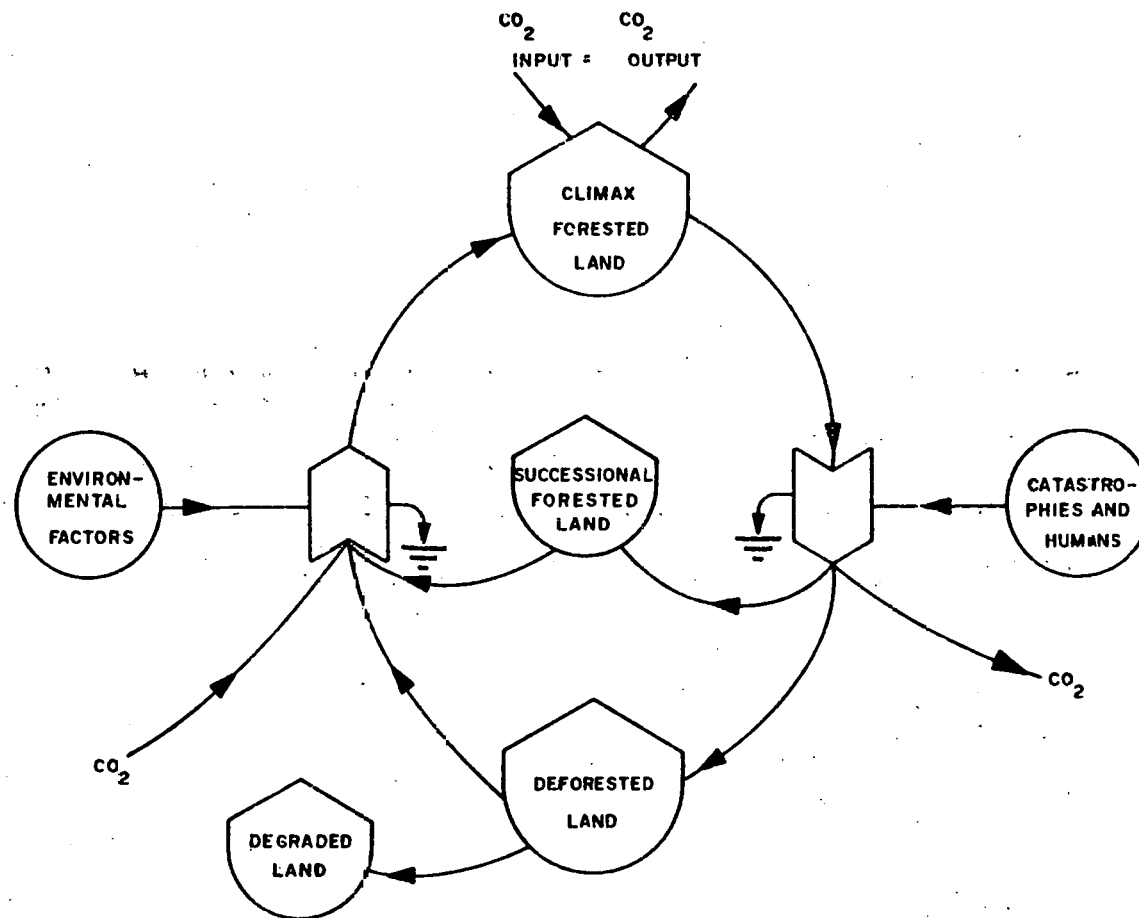 CO2 CO2
INPUT = OUTPUT
CLIMAX
FORESTED
LAND
ENVIRON-
MENTAL
FACTORS
SUCCESSIONAL
FORESTED
LAND
CATASTRO-
PHIES AND
HUMANS
CO2
CO2
DEFORESTED
LAND
DEGRADED
LAND